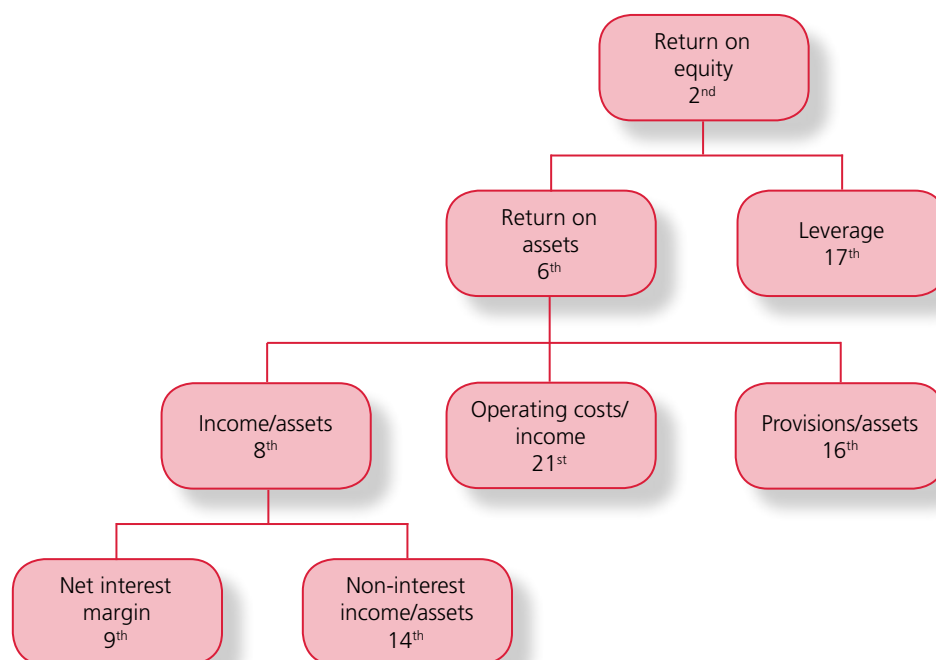 Return on
equity
2nd
Return on
assets
6th
Leverage
17th
Income/assets
8th
Operating costs/
income
21st
Provisions/assets
16th
Net interest
margin
9th
Non-interest
income/assets
14th